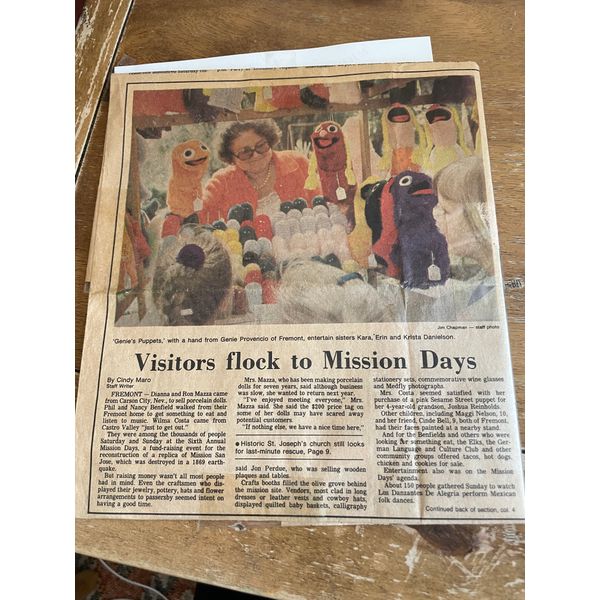 Jim Chapman — staff photo
'Genie's Puppets,' with a hand from Genie Provencio of Fremont, entertain sisters Kara, Erin and Krista Danielson.
Visitors flock to Mission Days
By Cindy Maro
Staff Writer
FREMONT — Dianna and Ron Mazza
came from Carson City, Nev., to sell porcelain dolls.
Phil and Nancy Benfield walked from their
Fremont home to get something to eat and
listen to music. Wilma Costa came from
Castro Valley "just to get out."
They were among the thousands of people
Saturday and Sunday at the Sixth Annual
Mission Days, a fund-raising event for the
reconstruction of a replica of Mission San
Jose, which was destroyed in a 1869 earth-
quake.
But raising money wasn't all most people
had in mind. Even the craftsmen who dis-
played their jewelry, pottery, hats and flower
arrangements to passersby seemed intent on
having a good time.
Mrs. Mazza, who has been making porcelain
dolls for seven years, said although business
was slow, she wanted to return next year.
"I've enjoyed meeting everyone," Mrs.
Mazza said. She said the $200 price tag on
some of her dolls may have scared away
potential customers.
"If nothing else, we have a nice time here,"
● Historic St. Joseph's church still looks
for last-minute rescue, Page 9.
said Jon Perdue, who was selling wooden
plaques and tables.
Crafts booths filled the olive grove behind
the mission site. Vendors, most clad in long
dresses or leather vests and cowboy hats,
displayed quilted baby baskets, calligraphy
stationery sets, commemorative wine glasses
and Medfly photographs.
Mrs. Costa seemed satisfied with her
purchase of a pink Sesame Street puppet for
her 4-year-old grandson, Joshua Reinholds.
Other children, including Maggi Nelson, 10,
and her friend, Cinde Bell, 9, both of Fremont,
had their faces painted at a nearby stand.
And for the Benfields and others who were
looking for something to eat, the Elks, the Ger-
man Language and Culture Club and other
community groups offered tacos, hot dogs,
chicken and cookies for sale.
Entertainment also was on the Mission
Days' agenda.
About 150 people gathered Sunday to watch
Los Danzantes De Alegria perform Mexican
folk dances.
Continued back of section, col. 4